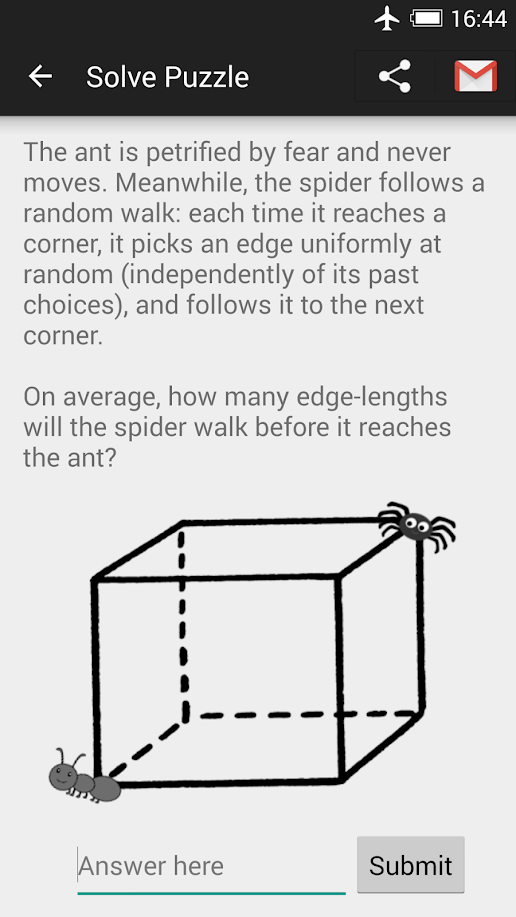 16:44
Solve Puzzle
The ant is petrified by fear and never
moves. Meanwhile, the spider follows a
random walk: each time it reaches a
corner, it picks an edge uniformly at
random (independently of its past
choices), and follows it to the next
corner.
On average, how many edge-lengths
will the spider walk before it reaches
the ant?
Answer here
Submit